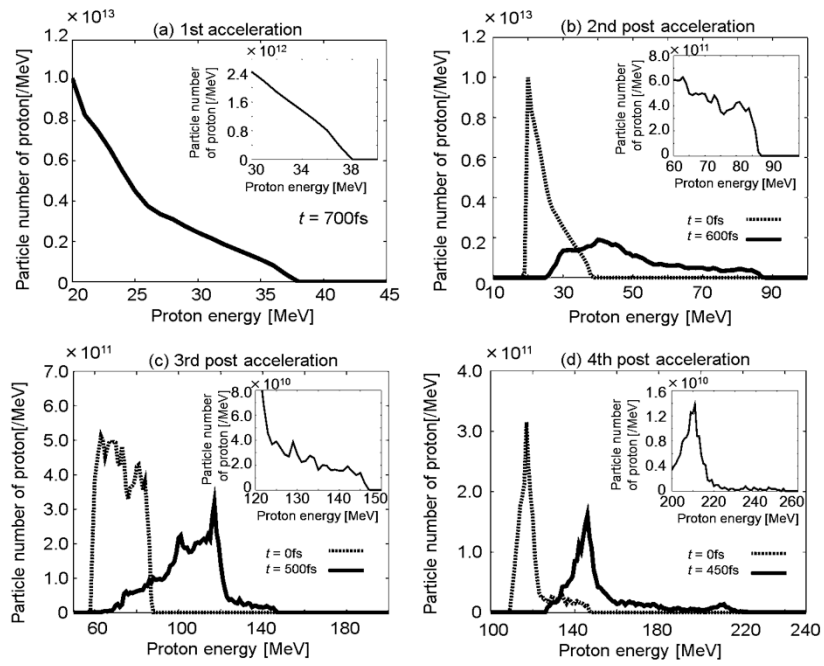 × 10¹³
(a) 1st acceleration
Particle number of proton[/MeV]
1.2
1.0
0.8
0.6
0.4
0.2
0
20 25 30 35 40 45
Proton energy [MeV]
t = 700fs
× 10¹²
Particle number
of proton[/MeV]
2.4
1.6
0.8
0
30 34 38
Proton energy [MeV]
× 10¹³
(b) 2nd post acceleration
Particle number of proton[/MeV]
1.2
1.0
0.8
0.6
0.4
0.2
0
10 30 50 70 90
Proton energy [MeV]
t = 0fs
t = 600fs
× 10¹¹
Particle number
of proton[/MeV]
8.0
6.0
4.0
2.0
0
60 70 80 90
Proton energy [MeV]
× 10¹¹
(c) 3rd post acceleration
Particle number of proton[/MeV]
7.0
6.0
5.0
4.0
3.0
2.0
1.0
0
60 100 140 180
Proton energy [MeV]
t = 0fs
t = 500fs
× 10¹⁰
Particle number
of proton[/MeV]
8.0
6.0
4.0
2.0
0
120 130 140 150
Proton energy [MeV]
× 10¹¹
(d) 4th post acceleration
Particle number of proton[/MeV]
4.0
3.0
2.0
1.0
0
100 140 180 220 240
Proton energy [MeV]
t = 0fs
t = 450fs
× 10¹⁰
Particle number
of proton[/MeV]
1.6
1.2
0.8
0.4
0
200 210 220 240 260
Proton energy [MeV]